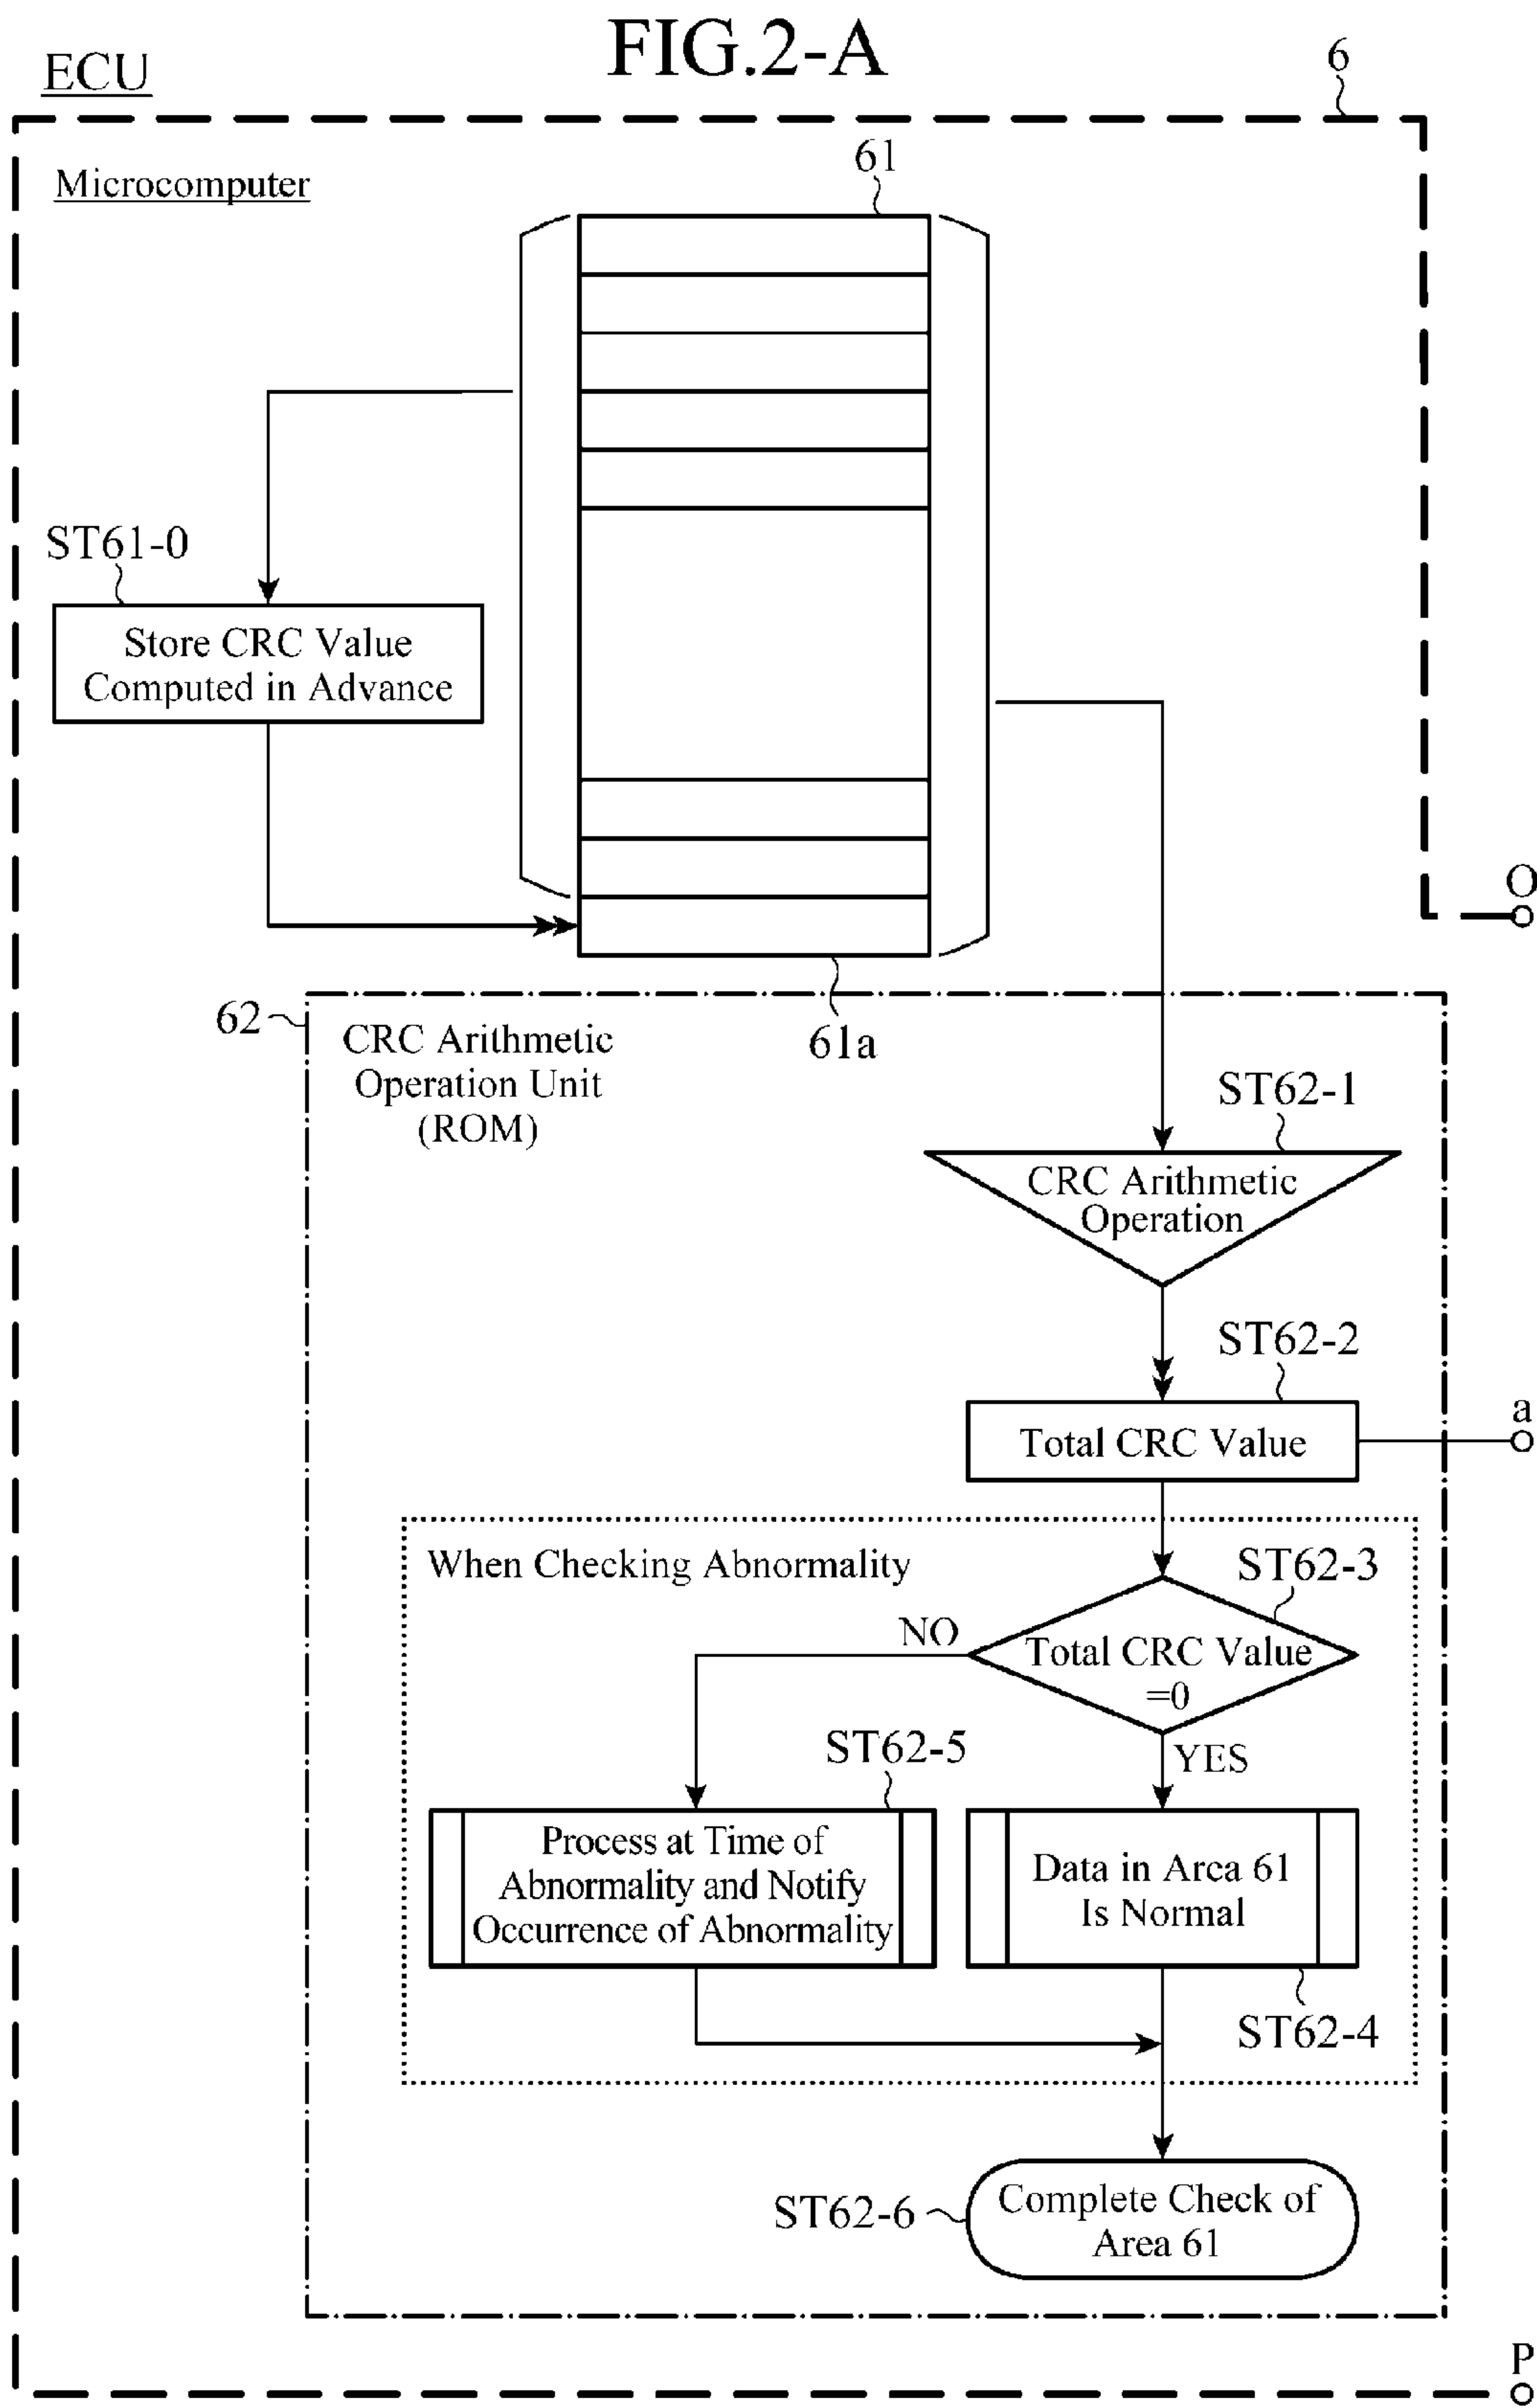 FIG.2-A
ECU
6
Microcomputer
61
ST61-0
Store CRC Value
Computed in Advance
O
62
CRC Arithmetic
Operation Unit
(ROM)
61a
ST62-1
CRC Arithmetic
Operation
ST62-2
Total CRC Value
a
When Checking Abnormality
ST62-3
NO
Total CRC Value
=0
YES
ST62-5
Process at Time of
Abnormality and Notify
Occurrence of Abnormality
Data in Area 61
Is Normal
ST62-4
ST62-6
Complete Check of
Area 61
P